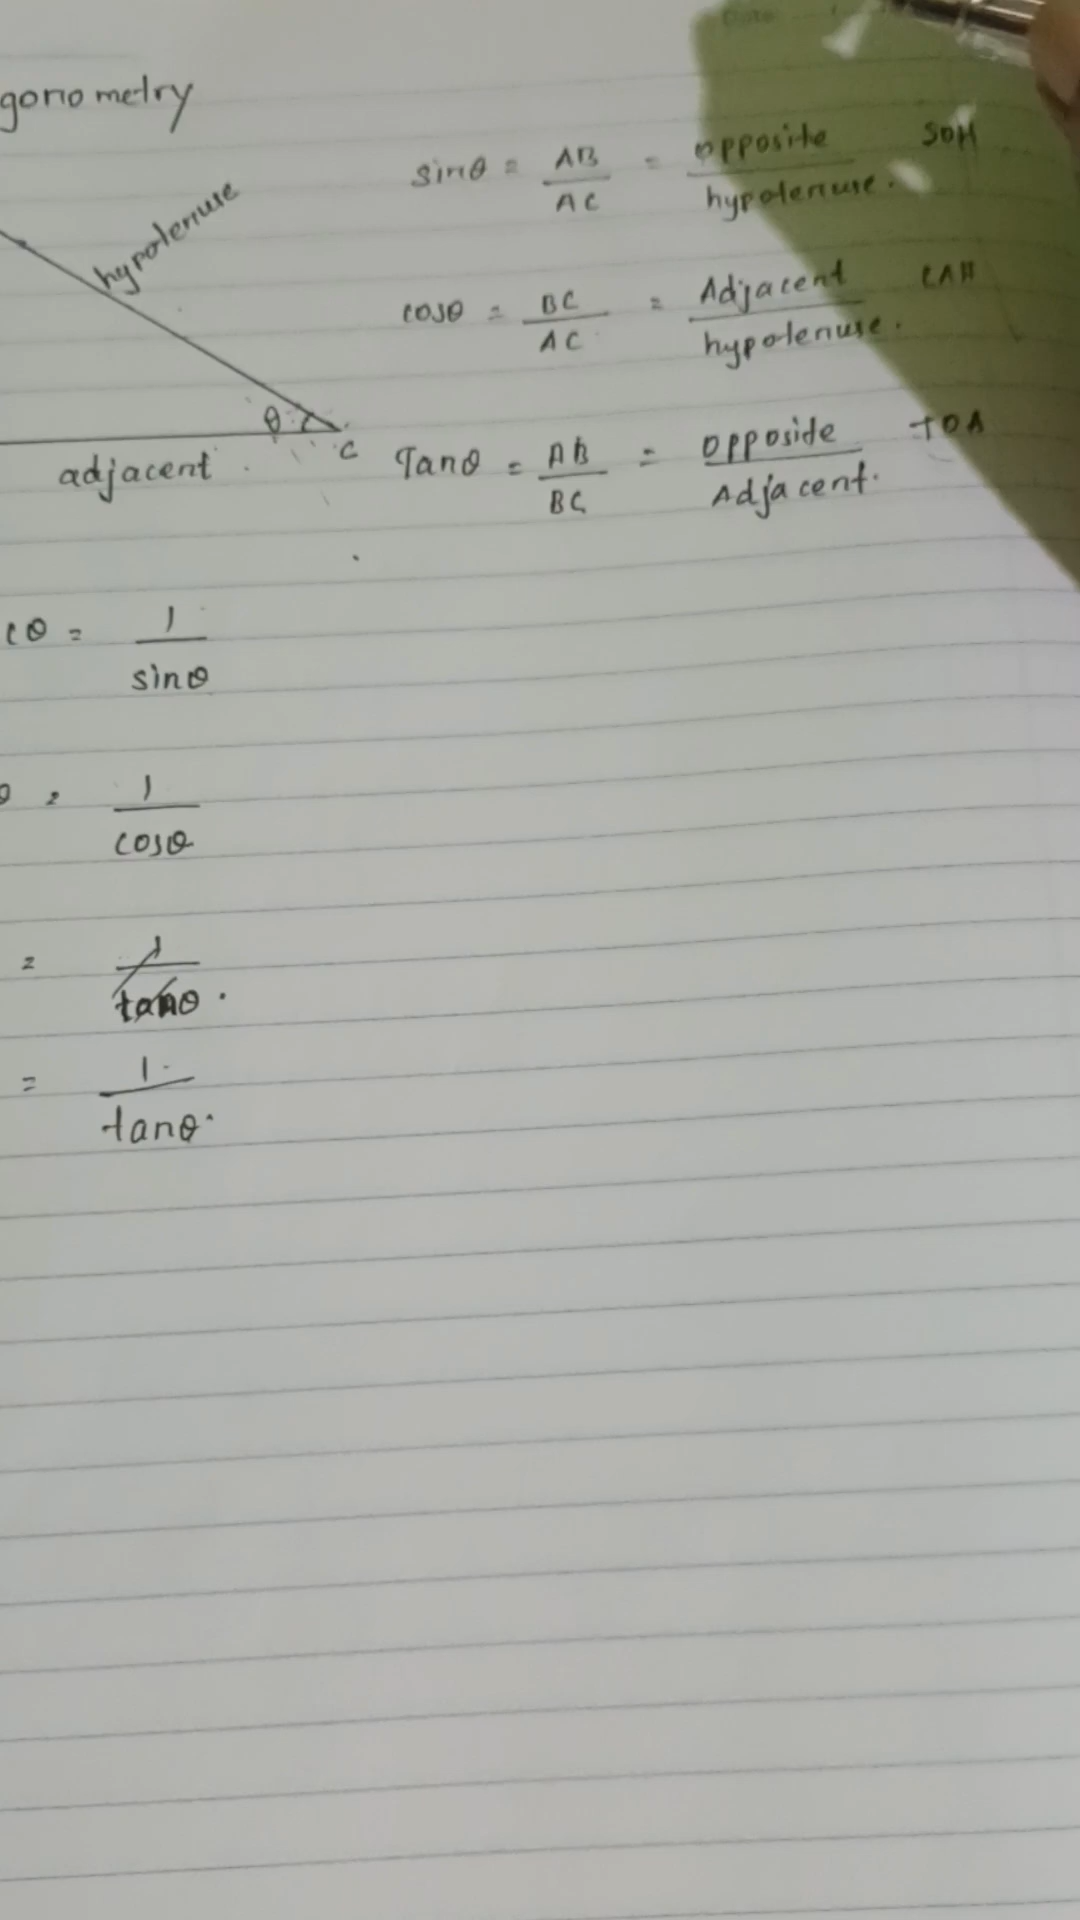 gonometry
sinθ = AB/AC = opposite/hypotenuse. SOH
hypotenuse
cosθ = BC/AC = Adjacent/hypotenuse. CAH
θ
C
adjacent
Tanθ = AB/BC = opposite/Adjacent. TOA
cθ = 1/sinθ
θ = 1/cosθ
= 1/tanθ.
= 1/tanθ.